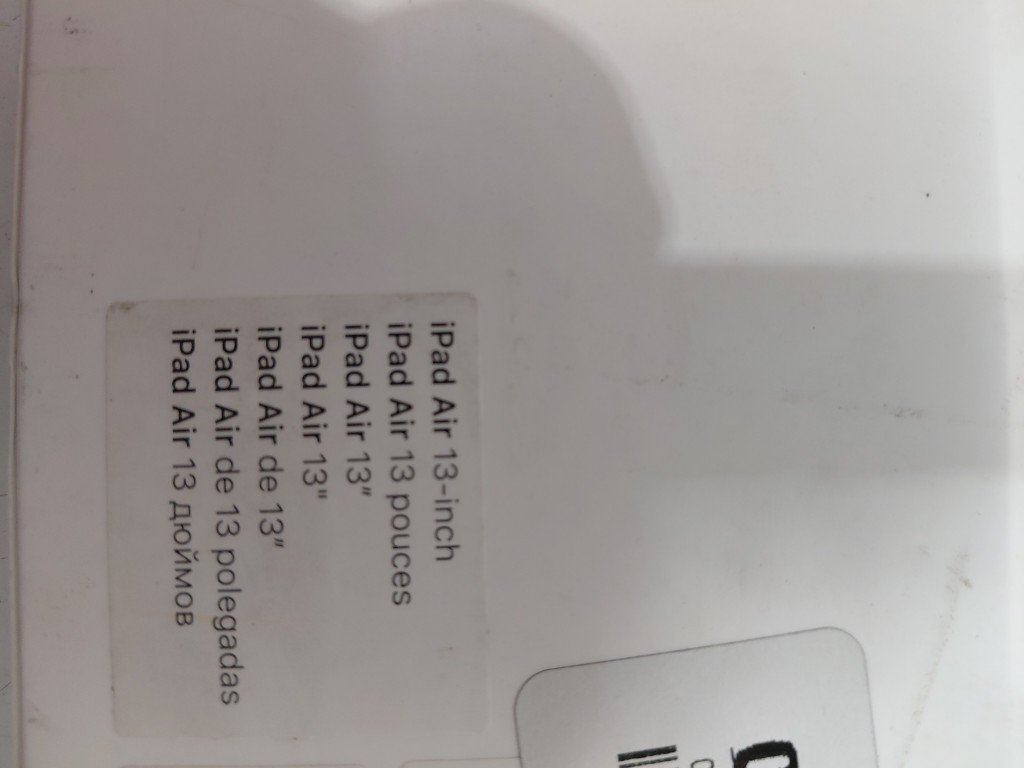 iPad Air 13-inch
iPad Air 13 pouces
iPad Air 13"
iPad Air 13"
iPad Air de 13"
iPad Air de 13 polegadas
iPad Air 13 дюймов